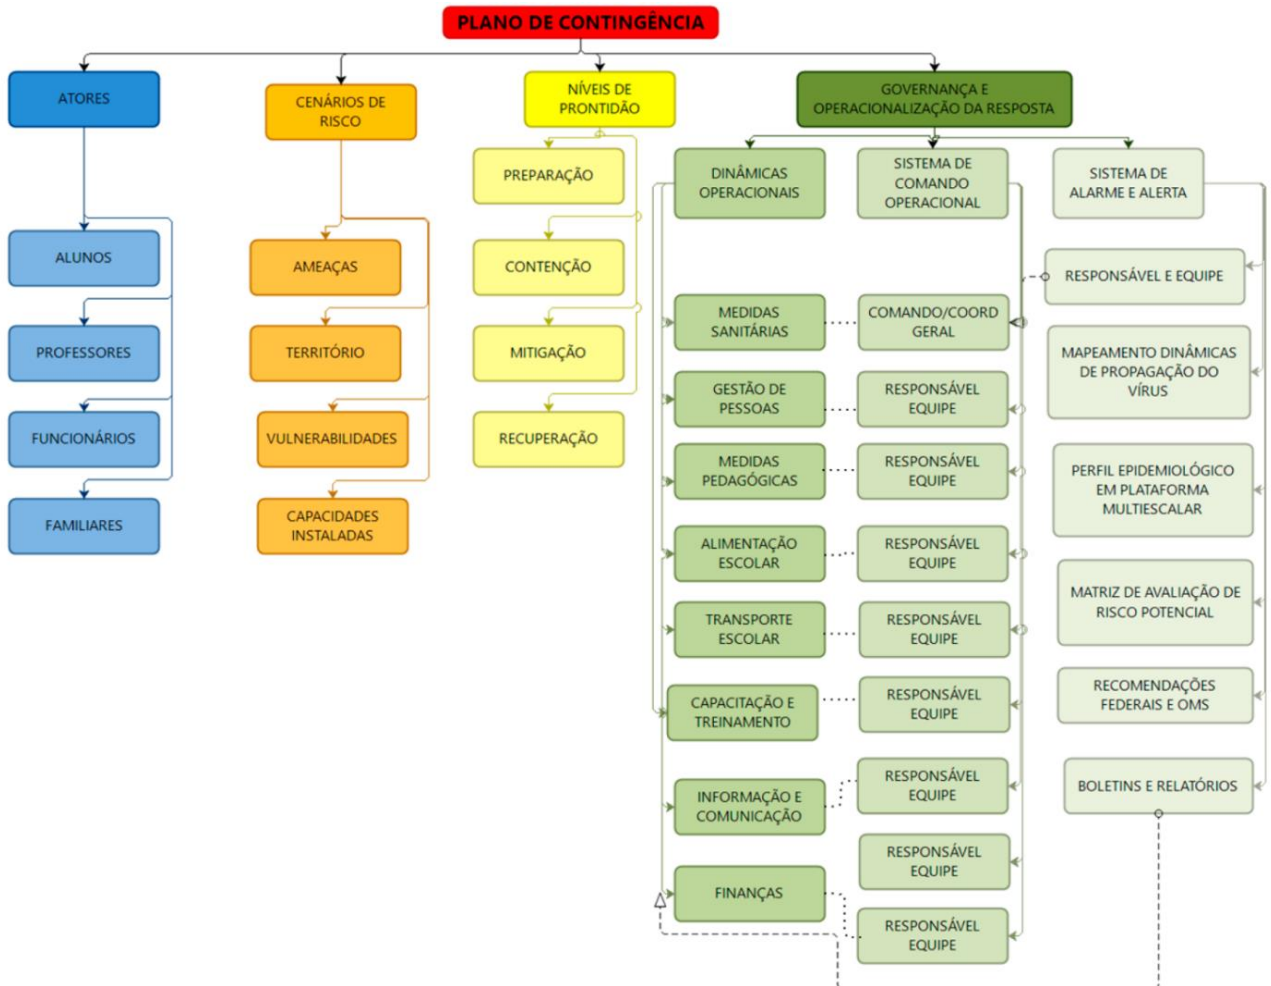 PLANO DE CONTINGÊNCIA
ATORES
CENÁRIOS DE
RISCO
NÍVEIS DE
PRONTIDÃO
GOVERNANÇA E
OPERACIONALIZAÇÃO DA RESPOSTA
ALUNOS
PROFESSORES
FUNCIONÁRIOS
FAMILIARES
AMEAÇAS
TERRITÓRIO
VULNERABILIDADES
CAPACIDADES
INSTALADAS
PREPARAÇÃO
CONTENÇÃO
MITIGAÇÃO
RECUPERAÇÃO
DINÂMICAS
OPERACIONAIS
MEDIDAS
SANITÁRIAS
GESTÃO DE
PESSOAS
MEDIDAS
PEDAGÓGICAS
ALIMENTAÇÃO
ESCOLAR
TRANSPORTE
ESCOLAR
CAPACITAÇÃO E
TREINAMENTO
INFORMAÇÃO E
COMUNICAÇÃO
FINANÇAS
SISTEMA DE
COMANDO
OPERACIONAL
COMANDO/COORD
GERAL
RESPONSÁVEL
EQUIPE
RESPONSÁVEL
EQUIPE
RESPONSÁVEL
EQUIPE
RESPONSÁVEL
EQUIPE
RESPONSÁVEL
EQUIPE
RESPONSÁVEL
EQUIPE
RESPONSÁVEL
EQUIPE
RESPONSÁVEL
EQUIPE
SISTEMA DE
ALARME E ALERTA
RESPONSÁVEL E EQUIPE
MAPEAMENTO DINÂMICAS
DE PROPAGAÇÃO DO
VÍRUS
PERFIL EPIDEMIOLÓGICO
EM PLATAFORMA
MULTIESCALAR
MATRIZ DE AVALIAÇÃO DE
RISCO POTENCIAL
RECOMENDAÇÕES
FEDERAIS E OMS
BOLETINS E RELATÓRIOS